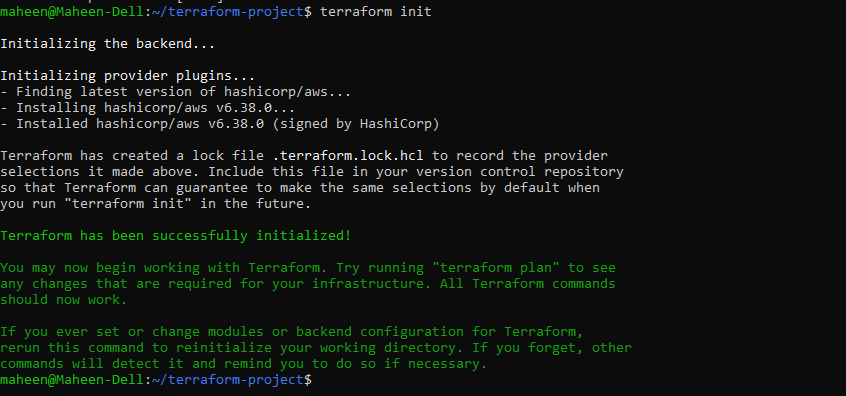 maheen@Maheen-Dell:~/terraform-project$ terraform init
Initializing the backend...
Initializing provider plugins...
- Finding latest version of hashicorp/aws...
- Installing hashicorp/aws v6.38.0...
- Installed hashicorp/aws v6.38.0 (signed by HashiCorp)
Terraform has created a lock file .terraform.lock.hcl to record the provider
selections it made above. Include this file in your version control repository
so that Terraform can guarantee to make the same selections by default when
you run "terraform init" in the future.
Terraform has been successfully initialized!
You may now begin working with Terraform. Try running "terraform plan" to see
any changes that are required for your infrastructure. All Terraform commands
should now work.
If you ever set or change modules or backend configuration for Terraform,
rerun this command to reinitialize your working directory. If you forget, other
commands will detect it and remind you to do so if necessary.
maheen@Maheen-Dell:~/terraform-project$